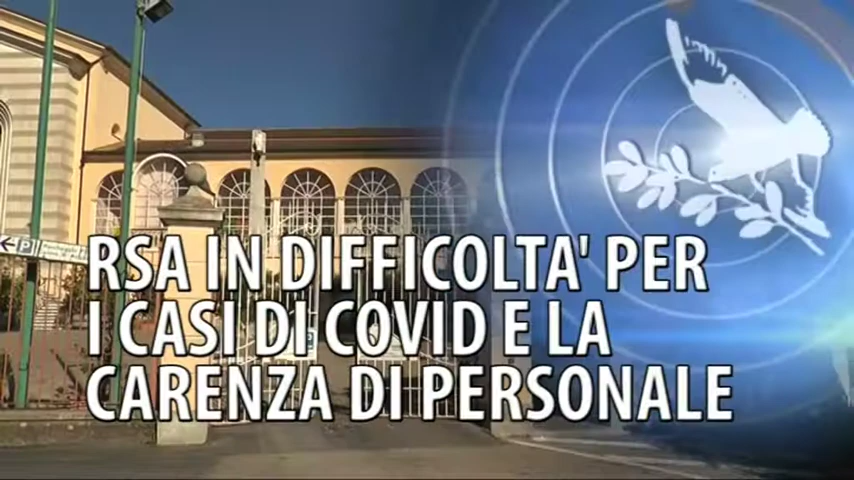 RSA IN DIFFICOLTA' PER
I CASI DI COVID E LA
CARENZA DI PERSONALE
P